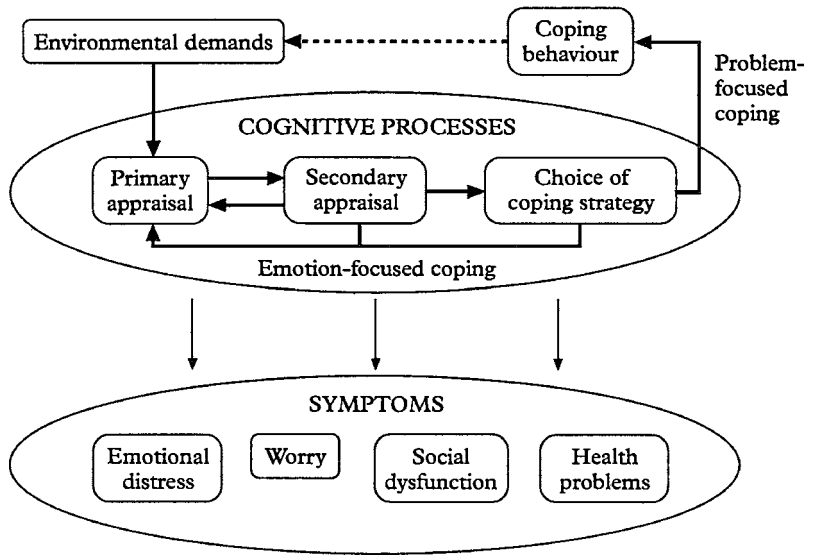 Environmental demands
Coping
behaviour
Problem-
focused
coping
COGNITIVE PROCESSES
Primary
appraisal
Secondary
appraisal
Choice of
coping strategy
Emotion-focused coping
SYMPTOMS
Emotional
distress
Worry
Social
dysfunction
Health
problems